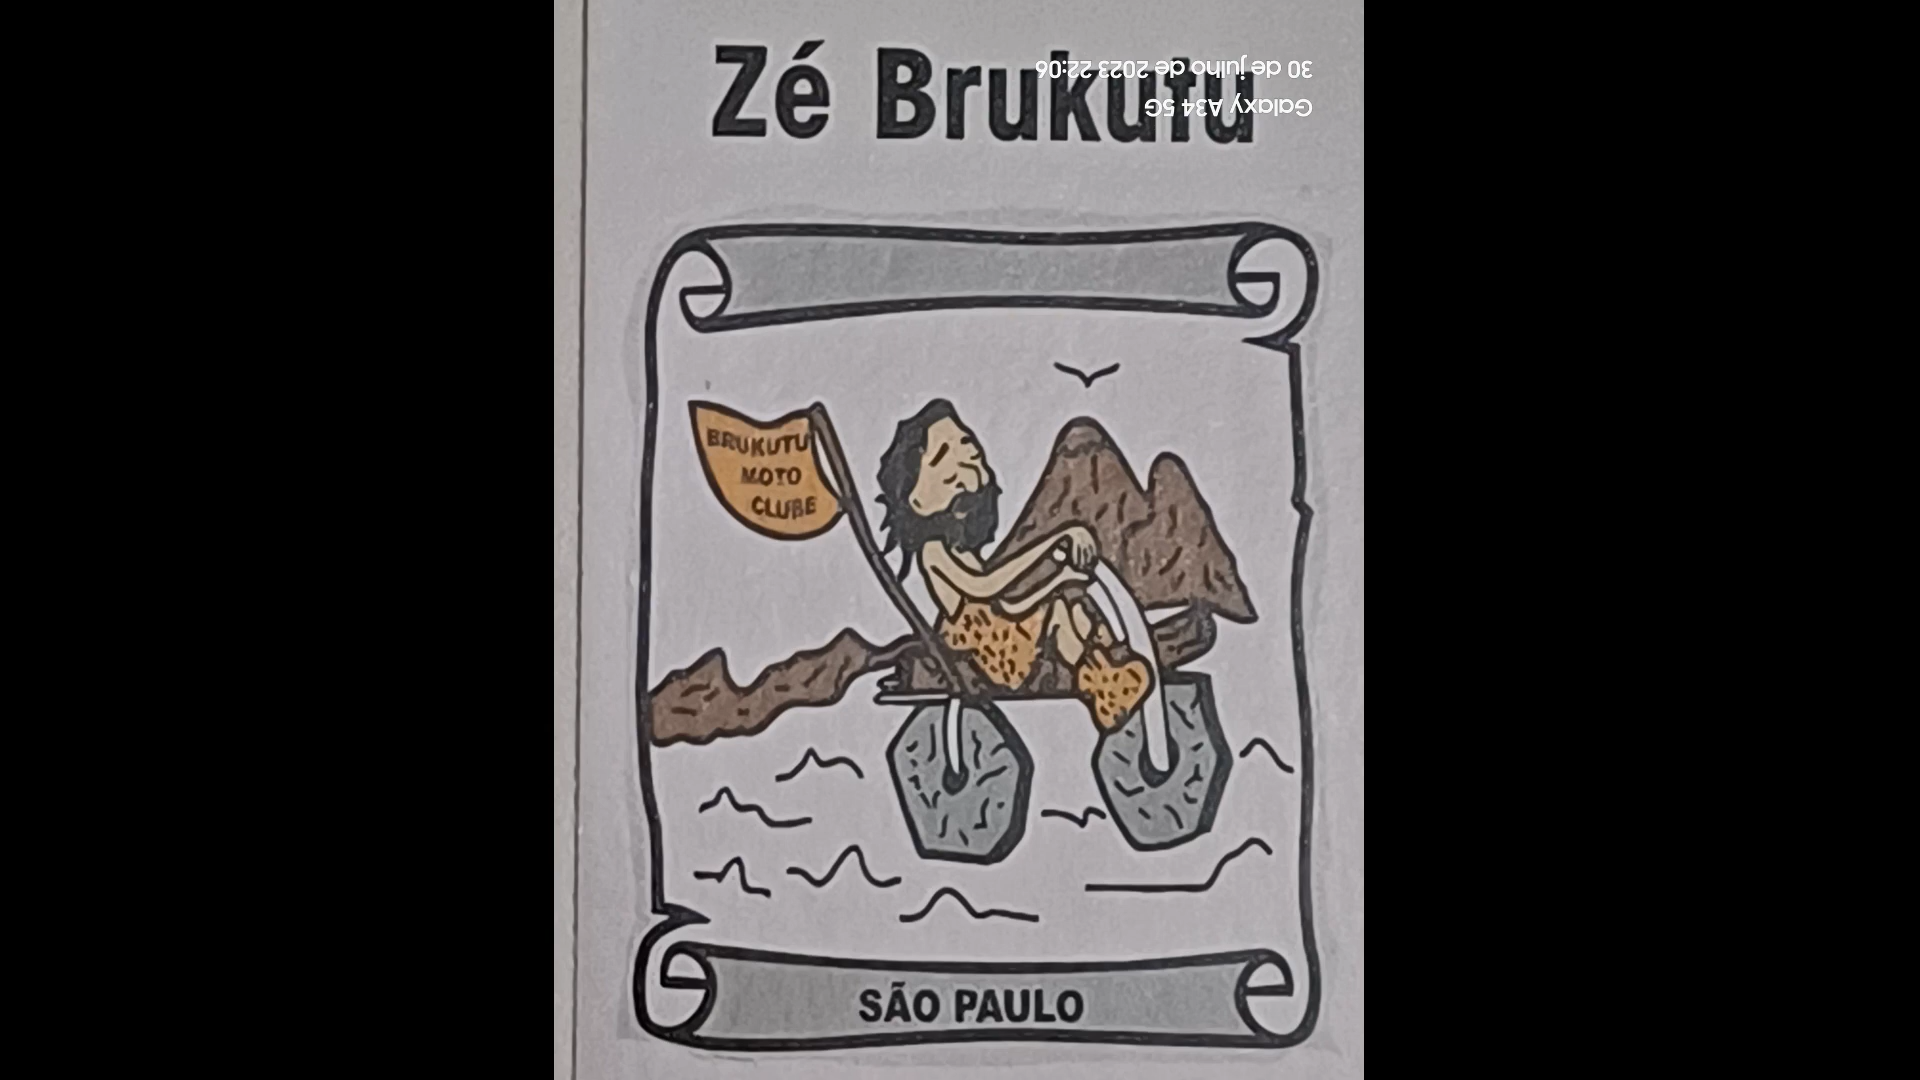 Zé Brukutu
30 de julho de 2023 22:06
Galaxy A34 5G
BRUKUTU
MOTO
CLUBE
SÃO PAULO